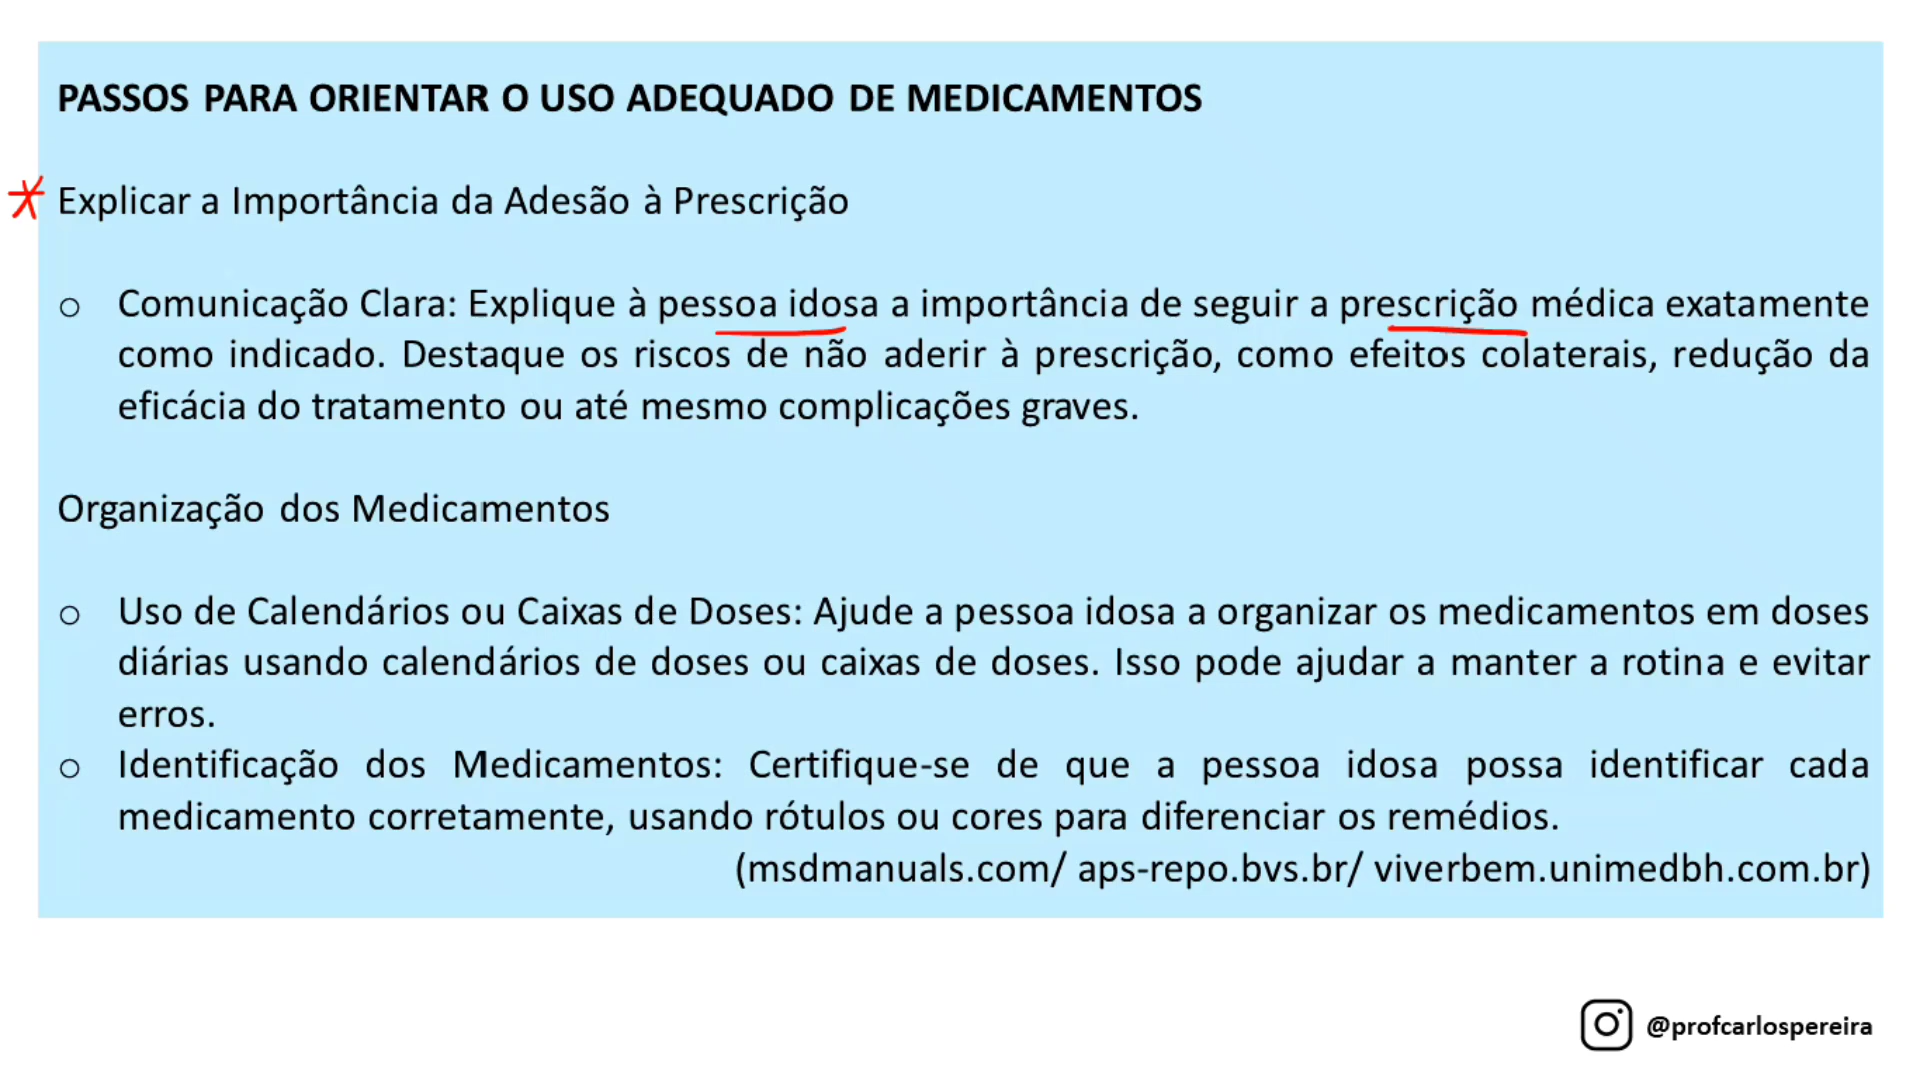 PASSOS PARA ORIENTAR O USO ADEQUADO DE MEDICAMENTOS
Explicar a Importância da Adesão à Prescrição
o Comunicação Clara: Explique à pessoa idosa a importância de seguir a prescrição médica exatamente
como indicado. Destaque os riscos de não aderir à prescrição, como efeitos colaterais, redução da
eficácia do tratamento ou até mesmo complicações graves.
Organização dos Medicamentos
o Uso de Calendários ou Caixas de Doses: Ajude a pessoa idosa a organizar os medicamentos em doses
diárias usando calendários de doses ou caixas de doses. Isso pode ajudar a manter a rotina e evitar
erros.
o Identificação dos Medicamentos: Certifique-se de que a pessoa idosa possa identificar cada
medicamento corretamente, usando rótulos ou cores para diferenciar os remédios.
(msdmanuals.com/ aps-repo.bvs.br/ viverbem.unimedbh.com.br)
@profcarlospereira